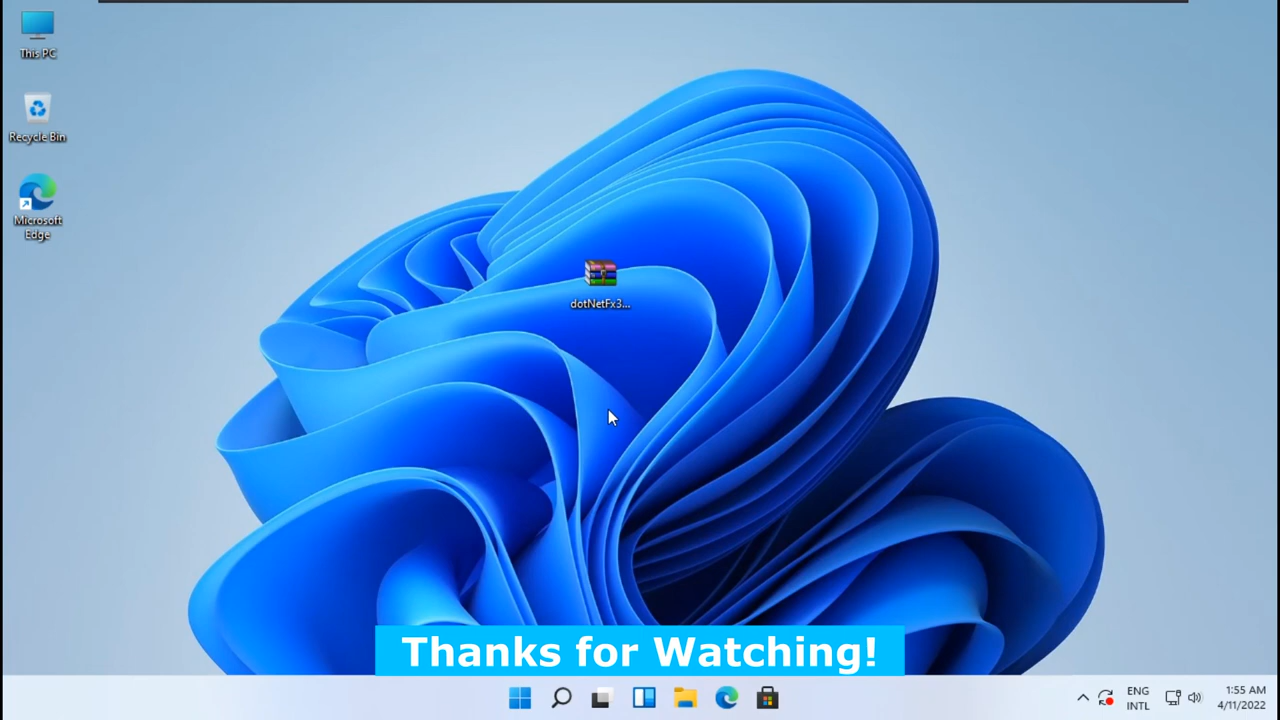 This PC
Recycle Bin
Microsoft
Edge
dotNetFx3...
Thanks for Watching!
ENG
INTL
1:55 AM
4/11/2022